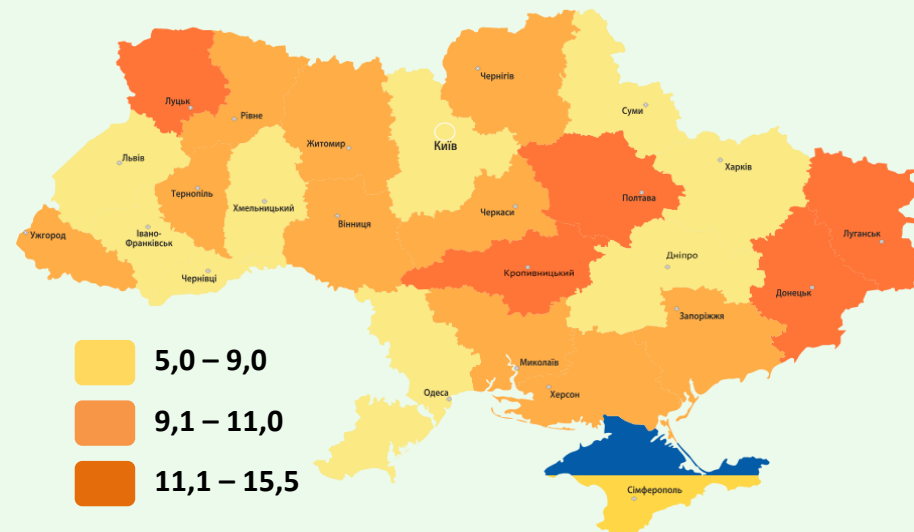 Чернігів
Луцьк
Рівне
Суми
Житомир
Київ
Львів
Харків
Тернопіль
Хмельницький
Полтава
Черкаси
Вінниця
Ужгород
Івано-
Франківськ
Луганськ
Дніпро
Чернівці
Кропивницький
Донецьк
Запоріжжя
Миколаїв
Одеса
Херсон
Сімферополь
5,0 – 9,0
9,1 – 11,0
11,1 – 15,5